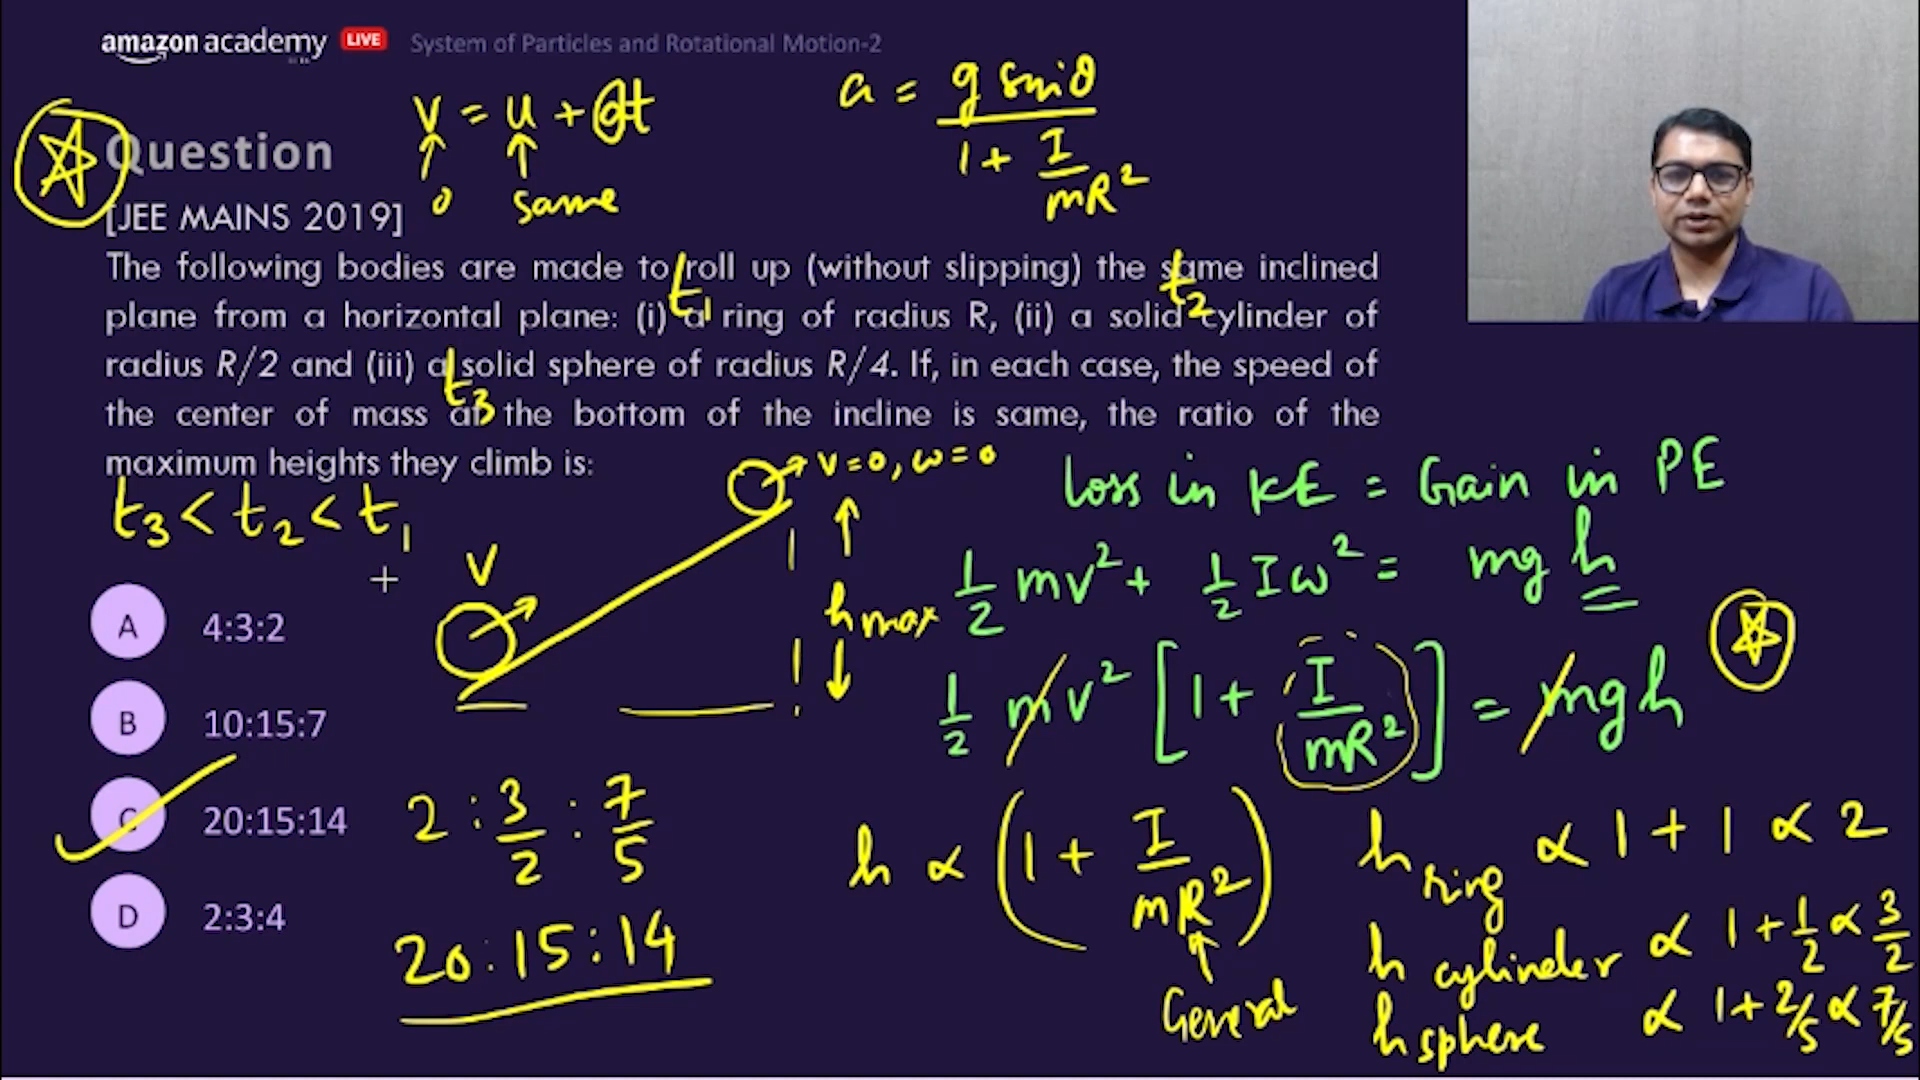 amazon academy LIVE System of Particles and Rotational Motion-2
v = u + at
0 same
a = g sinθ / 1 + I/mR²
Question
[JEE MAINS 2019]
The following bodies are made to roll up (without slipping) the same inclined
plane from a horizontal plane: (i) a ring of radius R, (ii) a solid cylinder of
radius R/2 and (iii) a solid sphere of radius R/4. If, in each case, the speed of
the center of mass at the bottom of the incline is same, the ratio of the
maximum heights they climb is:
t₁
t₂
t₃
t₃ < t₂ < t₁
v
v = 0, ω = 0
h max
A 4:3:2
B 10:15:7
C 20:15:14
D 2:3:4
2 : 3/2 : 7/5
20 : 15 : 14
Loss in KE = Gain in PE
1/2 mv² + 1/2 Iω² = mg h
1/2 mv² [1 + I/mR²] = mgh
h ∝ (1 + I/mR²)
General
h ring ∝ 1 + 1 ∝ 2
h cylinder ∝ 1 + 1/2 ∝ 3/2
h sphere ∝ 1 + 2/5 ∝ 7/5